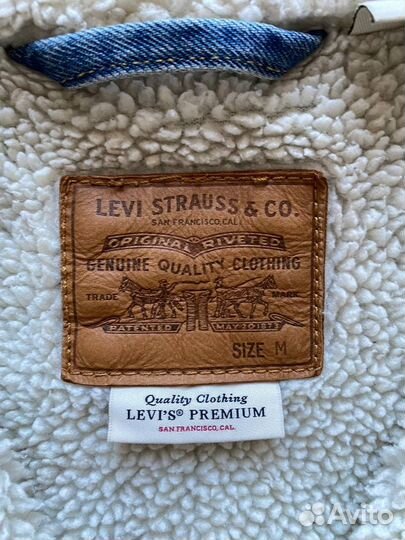 LEVI STRAUSS & CO.
SAN FRANCISCO, CAL.
ORIGINAL RIVETED
GENUINE QUALITY CLOTHING
TRADE MARK
PATENTED MAY 20 1873
SIZE M
Quality Clothing
LEVI'S® PREMIUM
SAN FRANCISCO, CAL.
Avito